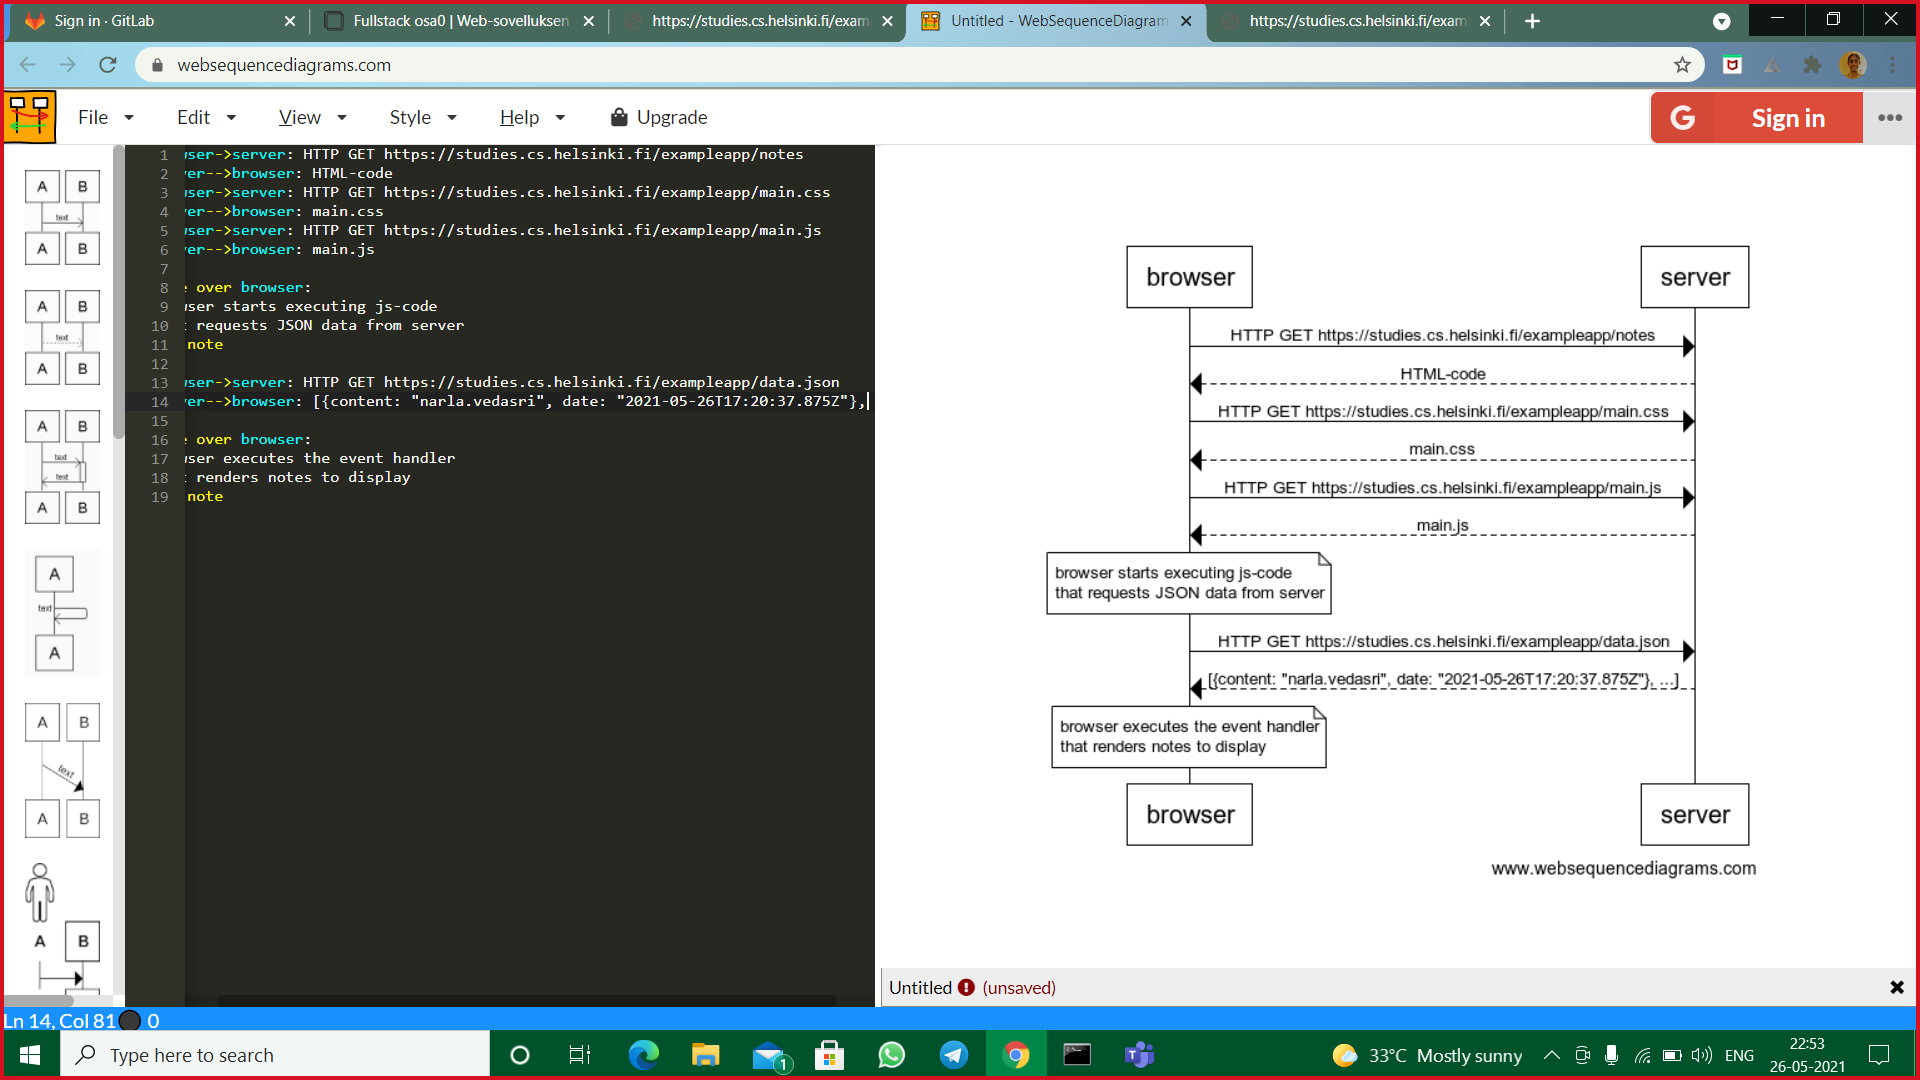 Sign in · GitLab
Fullstack osa0 | Web-sovelluksen
https://studies.cs.helsinki.fi/exam
Untitled - WebSequenceDiagram
https://studies.cs.helsinki.fi/exam
websequencediagrams.com
File
Edit
View
Style
Help
Upgrade
G Sign in
A B
text
A B
A B
text
A B
A B
text
text
A B
A
text
A
A B
text
A B
A B
1 user->server: HTTP GET https://studies.cs.helsinki.fi/exampleapp/notes
2 ver-->browser: HTML-code
3 user->server: HTTP GET https://studies.cs.helsinki.fi/exampleapp/main.css
4 ver-->browser: main.css
5 user->server: HTTP GET https://studies.cs.helsinki.fi/exampleapp/main.js
6 ver-->browser: main.js
7
8 over browser:
9 user starts executing js-code
10 requests JSON data from server
11 note
12
13 user->server: HTTP GET https://studies.cs.helsinki.fi/exampleapp/data.json
14 ver-->browser: [{content: "narla.vedasri", date: "2021-05-26T17:20:37.875Z"},
15
16 over browser:
17 user executes the event handler
18 renders notes to display
19 note
browser server
HTTP GET https://studies.cs.helsinki.fi/exampleapp/notes
HTML-code
HTTP GET https://studies.cs.helsinki.fi/exampleapp/main.css
main.css
HTTP GET https://studies.cs.helsinki.fi/exampleapp/main.js
main.js
browser starts executing js-code
that requests JSON data from server
HTTP GET https://studies.cs.helsinki.fi/exampleapp/data.json
[{content: "narla.vedasri", date: "2021-05-26T17:20:37.875Z"}, ...]
browser executes the event handler
that renders notes to display
browser server
www.websequencediagrams.com
Untitled (unsaved)
Ln 14, Col 81 0
Type here to search
1
33°C Mostly sunny
ENG
22:53
26-05-2021